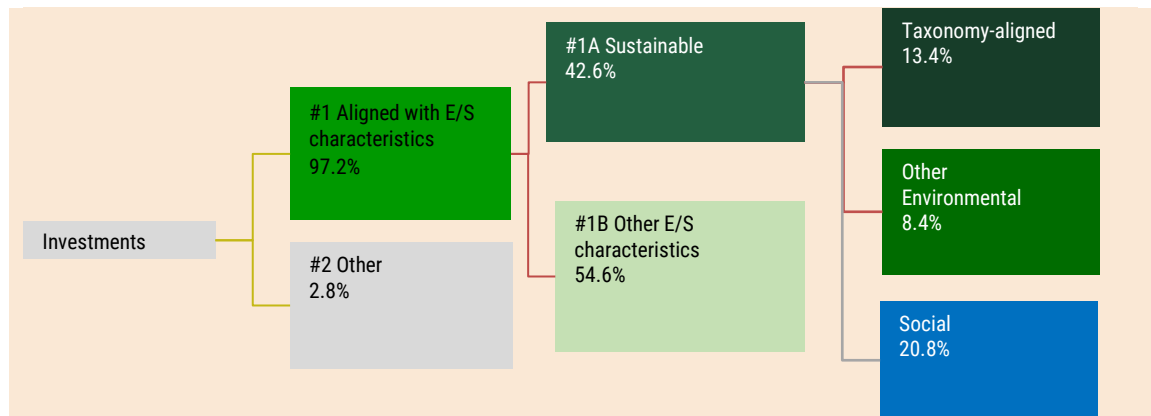 Investments
#1 Aligned with E/S
characteristics
97.2%
#2 Other
2.8%
#1A Sustainable
42.6%
#1B Other E/S
characteristics
54.6%
Taxonomy-aligned
13.4%
Other
Environmental
8.4%
Social
20.8%